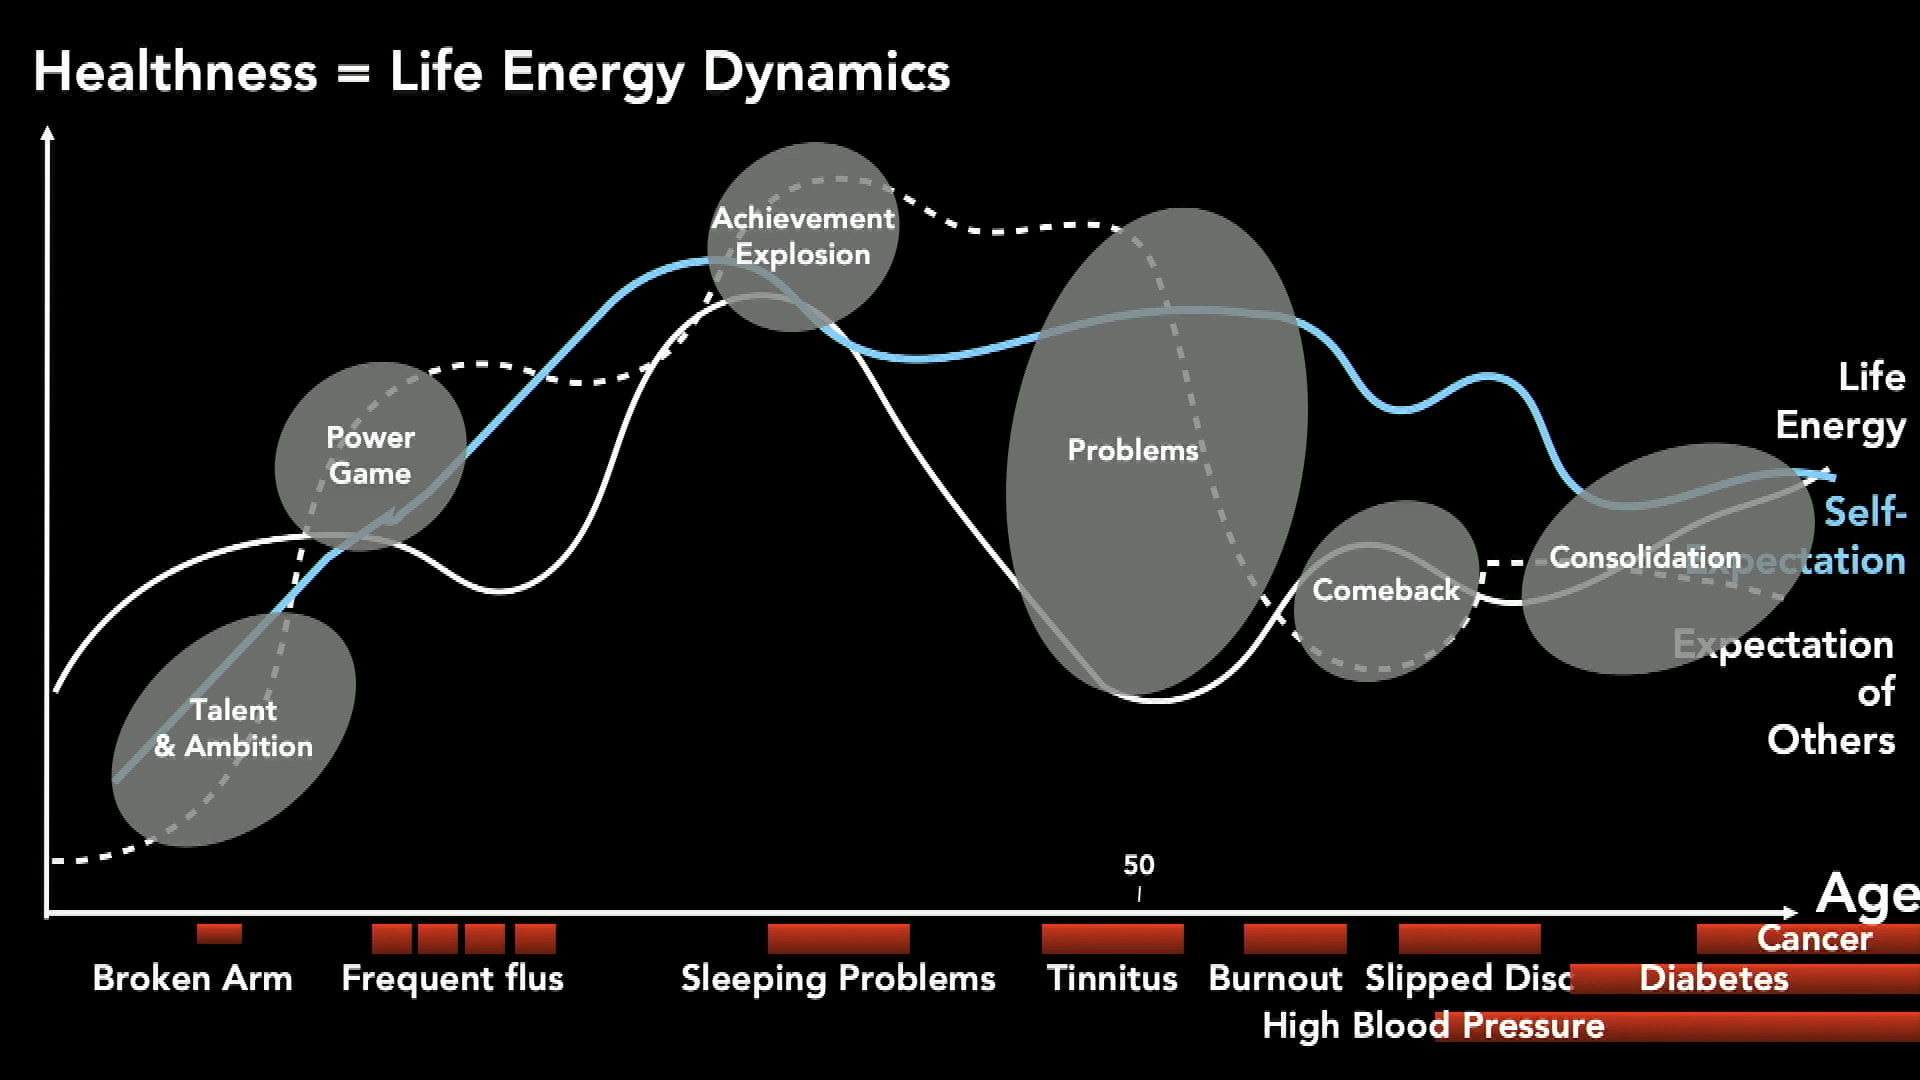 Healthness = Life Energy Dynamics
Achievement
Explosion
Power
Game
Problems
Life
Energy
Self-
Expectation
Consolidation
Comeback
Expectation
of
Others
Talent
& Ambition
50
Age
Cancer
Broken Arm
Frequent flus
Sleeping Problems
Tinnitus
Burnout
Slipped Disc
Diabetes
High Blood Pressure